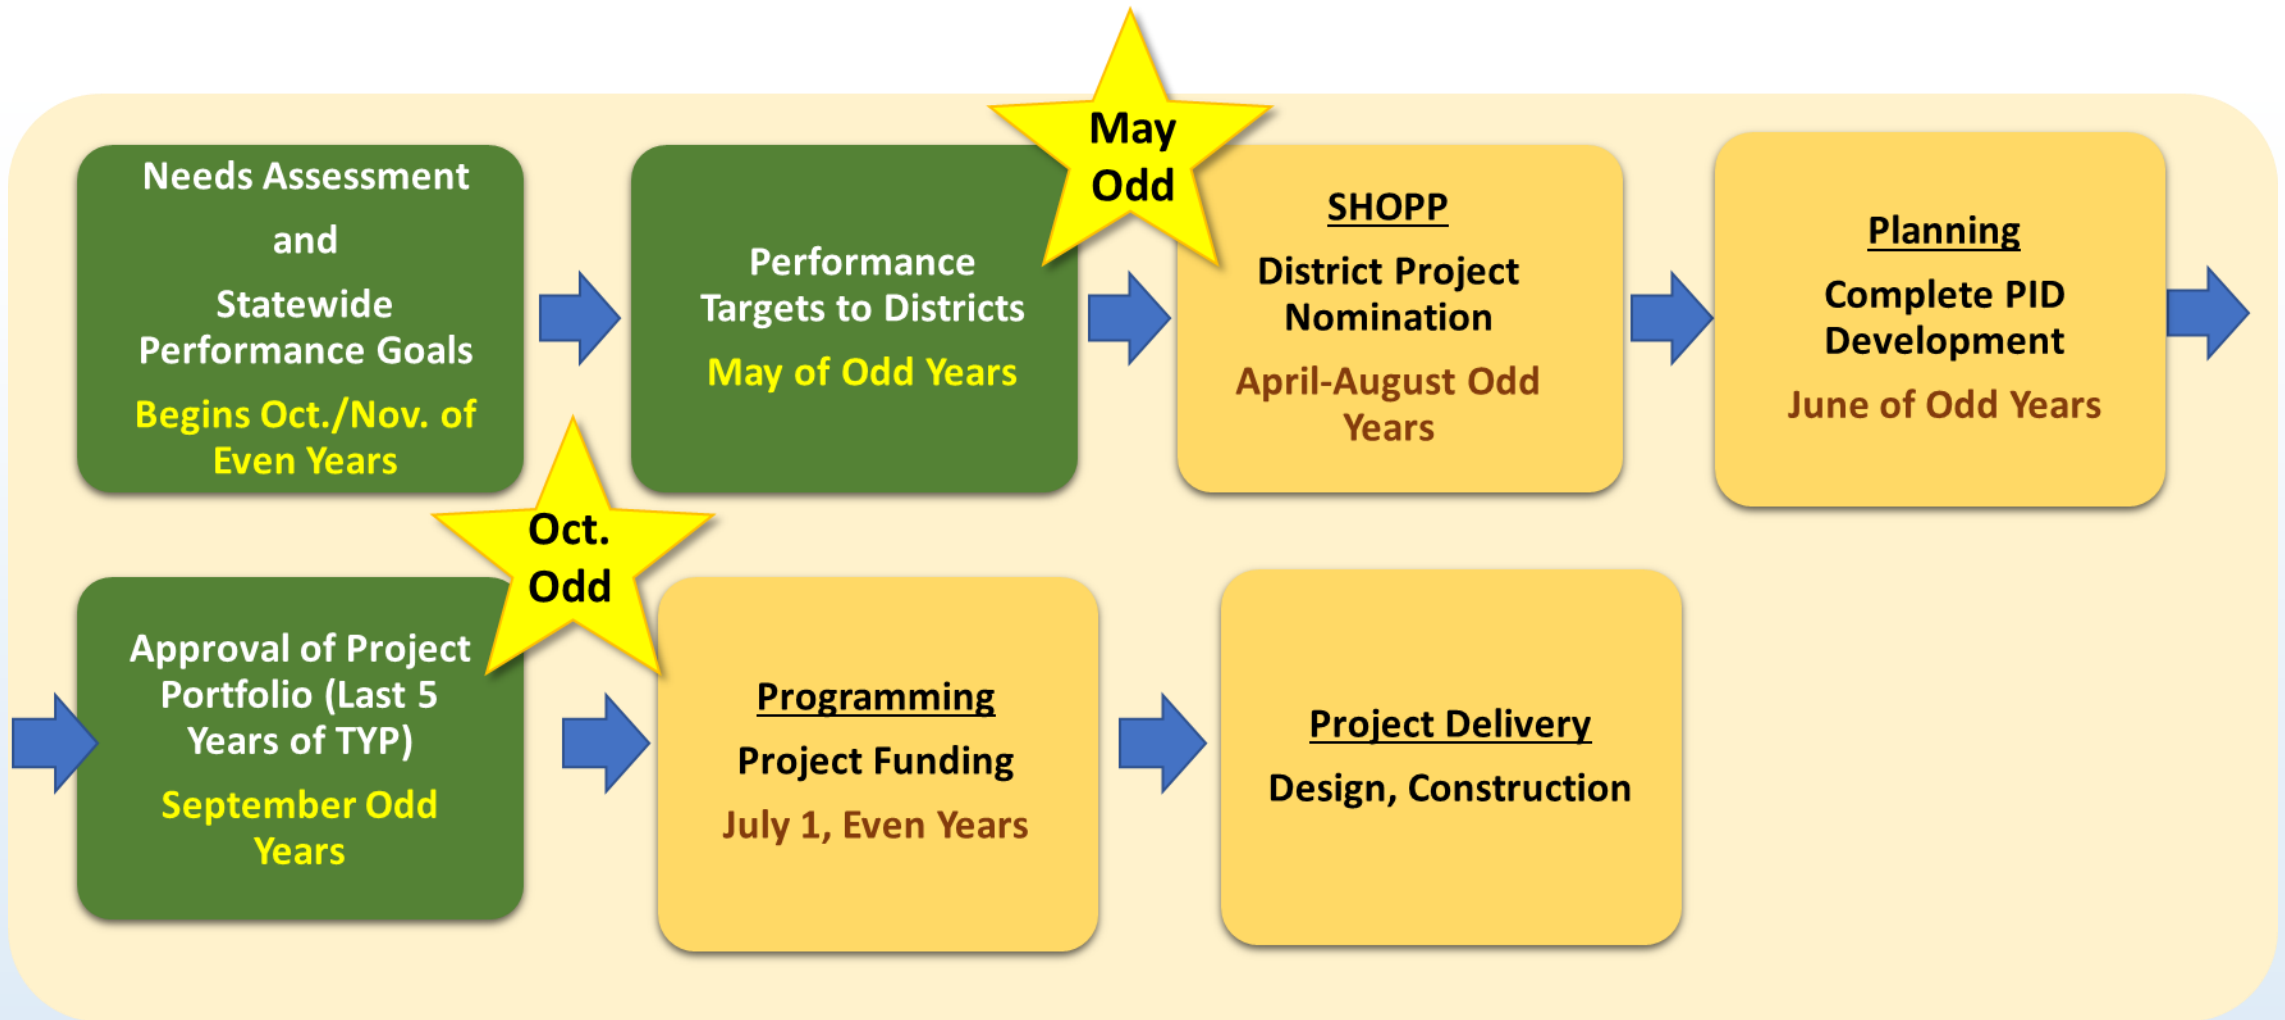 May
Odd
Needs Assessment
and
Statewide
Performance Goals
Begins Oct./Nov. of
Even Years
Performance
Targets to Districts
May of Odd Years
SHOPP
District Project
Nomination
April-August Odd
Years
Planning
Complete PID
Development
June of Odd Years
Oct.
Odd
Approval of Project
Portfolio (Last 5
Years of TYP)
September Odd
Years
Programming
Project Funding
July 1, Even Years
Project Delivery
Design, Construction